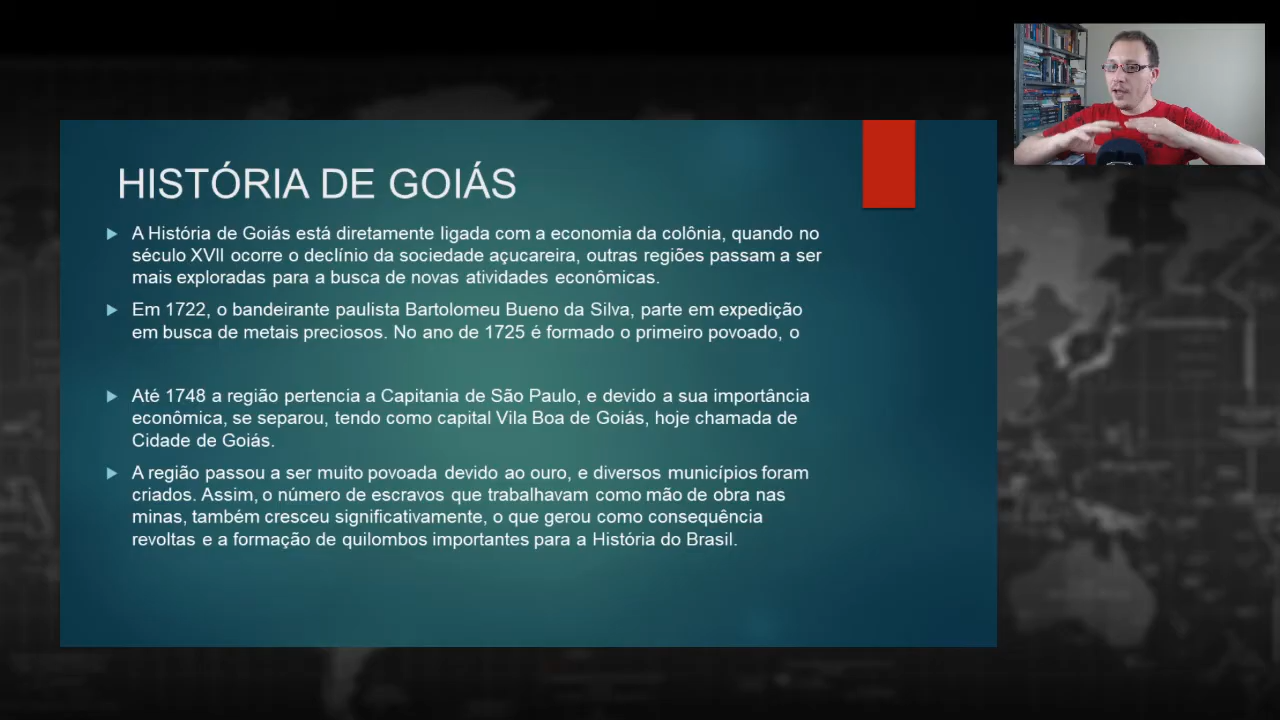 HISTÓRIA DE GOIÁS
A História de Goiás está diretamente ligada com a economia da colônia, quando no
século XVII ocorre o declínio da sociedade açucareira, outras regiões passam a ser
mais exploradas para a busca de novas atividades econômicas.
Em 1722, o bandeirante paulista Bartolomeu Bueno da Silva, parte em expedição
em busca de metais preciosos. No ano de 1725 é formado o primeiro povoado, o
Até 1748 a região pertencia a Capitania de São Paulo, e devido a sua importância
econômica, se separou, tendo como capital Vila Boa de Goiás, hoje chamada de
Cidade de Goiás.
A região passou a ser muito povoada devido ao ouro, e diversos municípios foram
criados. Assim, o número de escravos que trabalhavam como mão de obra nas
minas, também cresceu significativamente, o que gerou como consequência
revoltas e a formação de quilombos importantes para a História do Brasil.